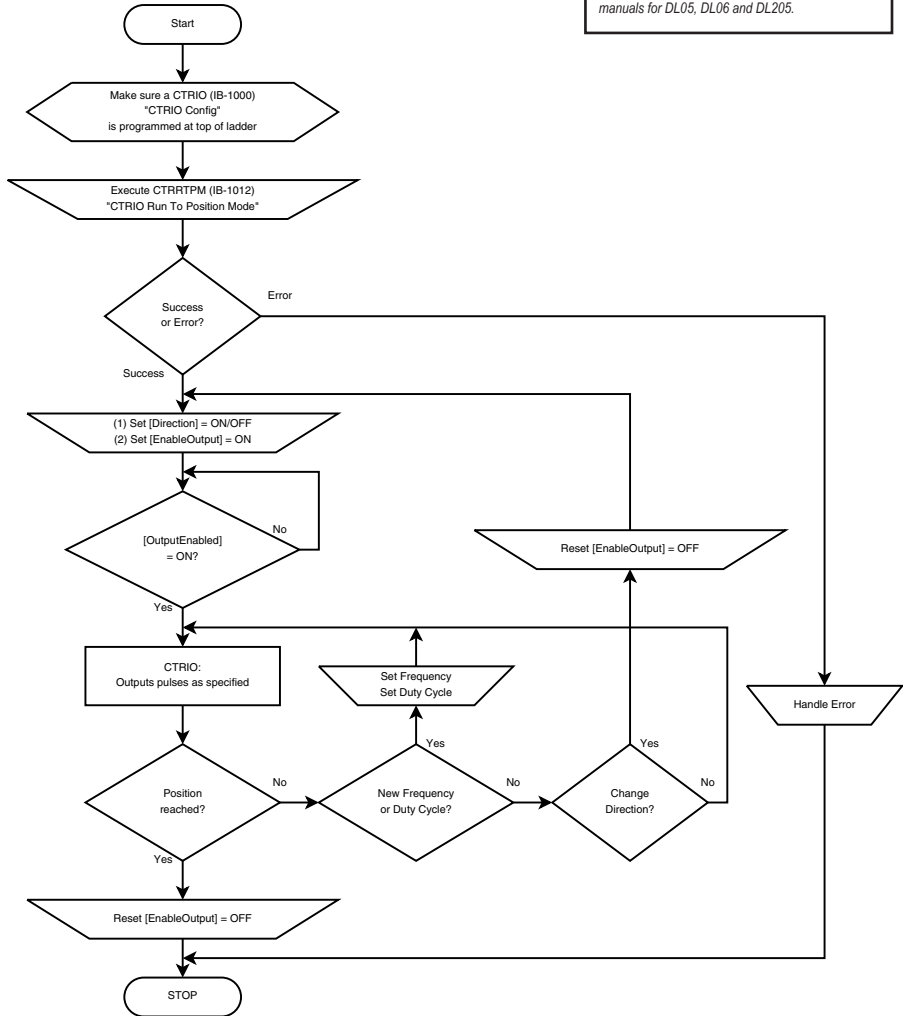 manuals for DL05, DL06 and DL205.
Start
Make sure a CTRIO (IB-1000)
"CTRIO Config"
is programmed at top of ladder
Execute CTRRTPM (IB-1012)
"CTRIO Run To Position Mode"
Success
or Error?
Error
Success
(1) Set [Direction] = ON/OFF
(2) Set [EnableOutput] = ON
[OutputEnabled]
= ON?
No
Yes
Reset [EnableOutput] = OFF
CTRIO:
Outputs pulses as specified
Set Frequency
Set Duty Cycle
Handle Error
Position
reached?
No
Yes
New Frequency
or Duty Cycle?
Yes
No
Change
Direction?
Yes
No
Reset [EnableOutput] = OFF
STOP